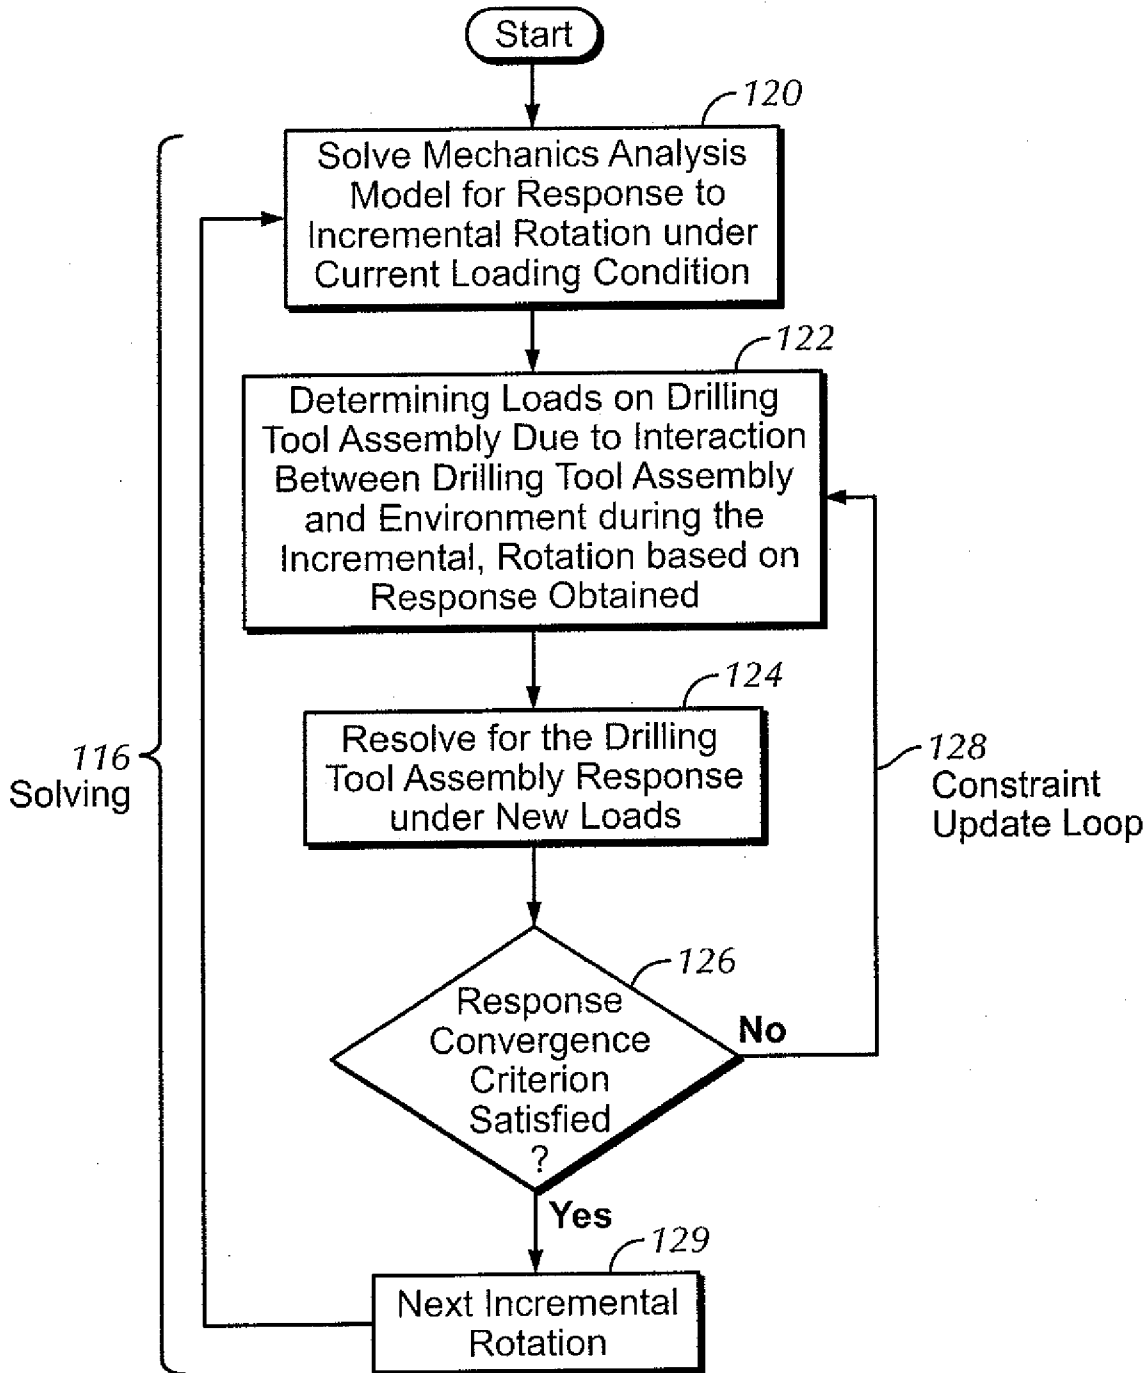 Start
120
Solve Mechanics Analysis
Model for Response to
Incremental Rotation under
Current Loading Condition
122
Determining Loads on Drilling
Tool Assembly Due to Interaction
Between Drilling Tool Assembly
and Environment during the
Incremental, Rotation based on
Response Obtained
124
Resolve for the Drilling
Tool Assembly Response
under New Loads
116
Solving
128
Constraint
Update Loop
126
Response
Convergence
Criterion
Satisfied
?
No
Yes
129
Next Incremental
Rotation